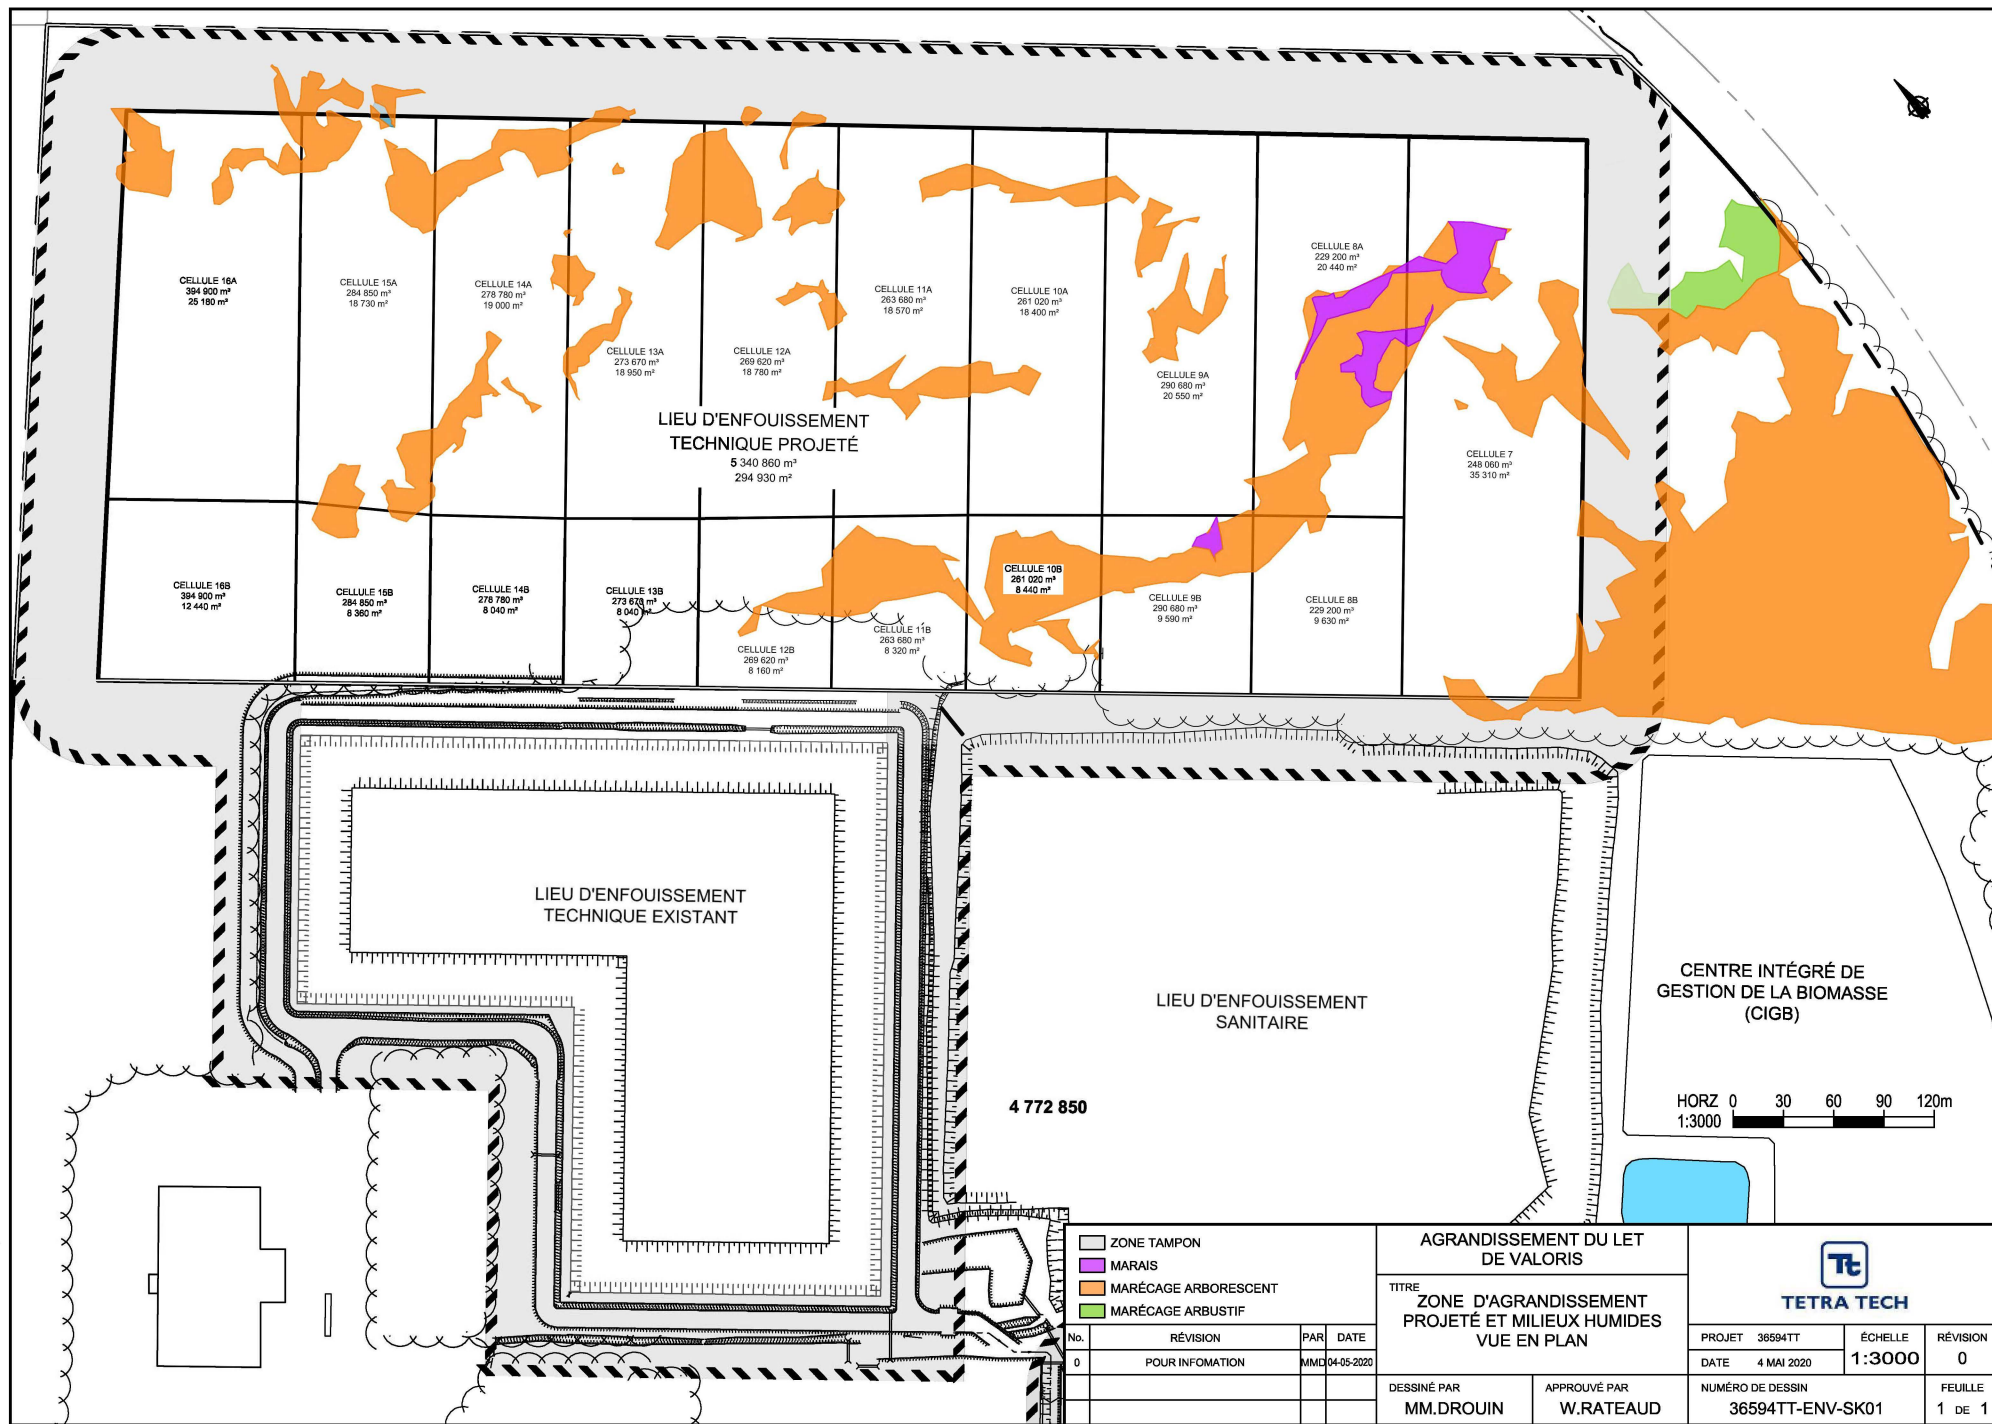 CELLULE 16A
394 900 m³
25 180 m²
CELLULE 15A
284 850 m³
18 730 m²
CELLULE 14A
278 780 m³
19 000 m²
CELLULE 13A
273 670 m³
18 950 m²
CELLULE 12A
269 620 m³
18 780 m²
CELLULE 11A
263 680 m³
18 570 m²
CELLULE 10A
261 020 m³
18 400 m²
CELLULE 9A
290 680 m³
20 550 m²
CELLULE 8A
229 200 m³
20 440 m²
CELLULE 7
248 060 m³
35 310 m²
LIEU D'ENFOUISSEMENT
TECHNIQUE PROJETÉ
5 340 860 m³
294 930 m²
CELLULE 16B
394 900 m³
12 440 m²
CELLULE 15B
284 850 m³
8 360 m²
CELLULE 14B
278 780 m³
8 040 m²
CELLULE 13B
273 670 m³
8 040 m²
CELLULE 12B
269 620 m³
8 160 m²
CELLULE 11B
263 680 m³
8 320 m²
CELLULE 10B
261 020 m³
8 440 m²
CELLULE 9B
290 680 m³
9 590 m²
CELLULE 8B
229 200 m³
9 630 m²
LIEU D'ENFOUISSEMENT
TECHNIQUE EXISTANT
LIEU D'ENFOUISSEMENT
SANITAIRE
4 772 850
CENTRE INTÉGRÉ DE
GESTION DE LA BIOMASSE
(CIGB)
HORZ 0 30 60 90 120m
1:3000
ZONE TAMPON
MARAIS
MARÉCAGE ARBORESCENT
MARÉCAGE ARBUSTIF
No. RÉVISION PAR DATE
0 POUR INFOMATION MMD 04-05-2020
AGRANDISSEMENT DU LET
DE VALORIS
TITRE
ZONE D'AGRANDISSEMENT
PROJETÉ ET MILIEUX HUMIDES
VUE EN PLAN
DESSINÉ PAR
MM.DROUIN
APPROUVÉ PAR
W.RATEAUD
Tt
TETRA TECH
PROJET 36594TT
DATE 4 MAI 2020
ÉCHELLE
1:3000
RÉVISION
0
NUMÉRO DE DESSIN
36594TT-ENV-SK01
FEUILLE
1 DE 1